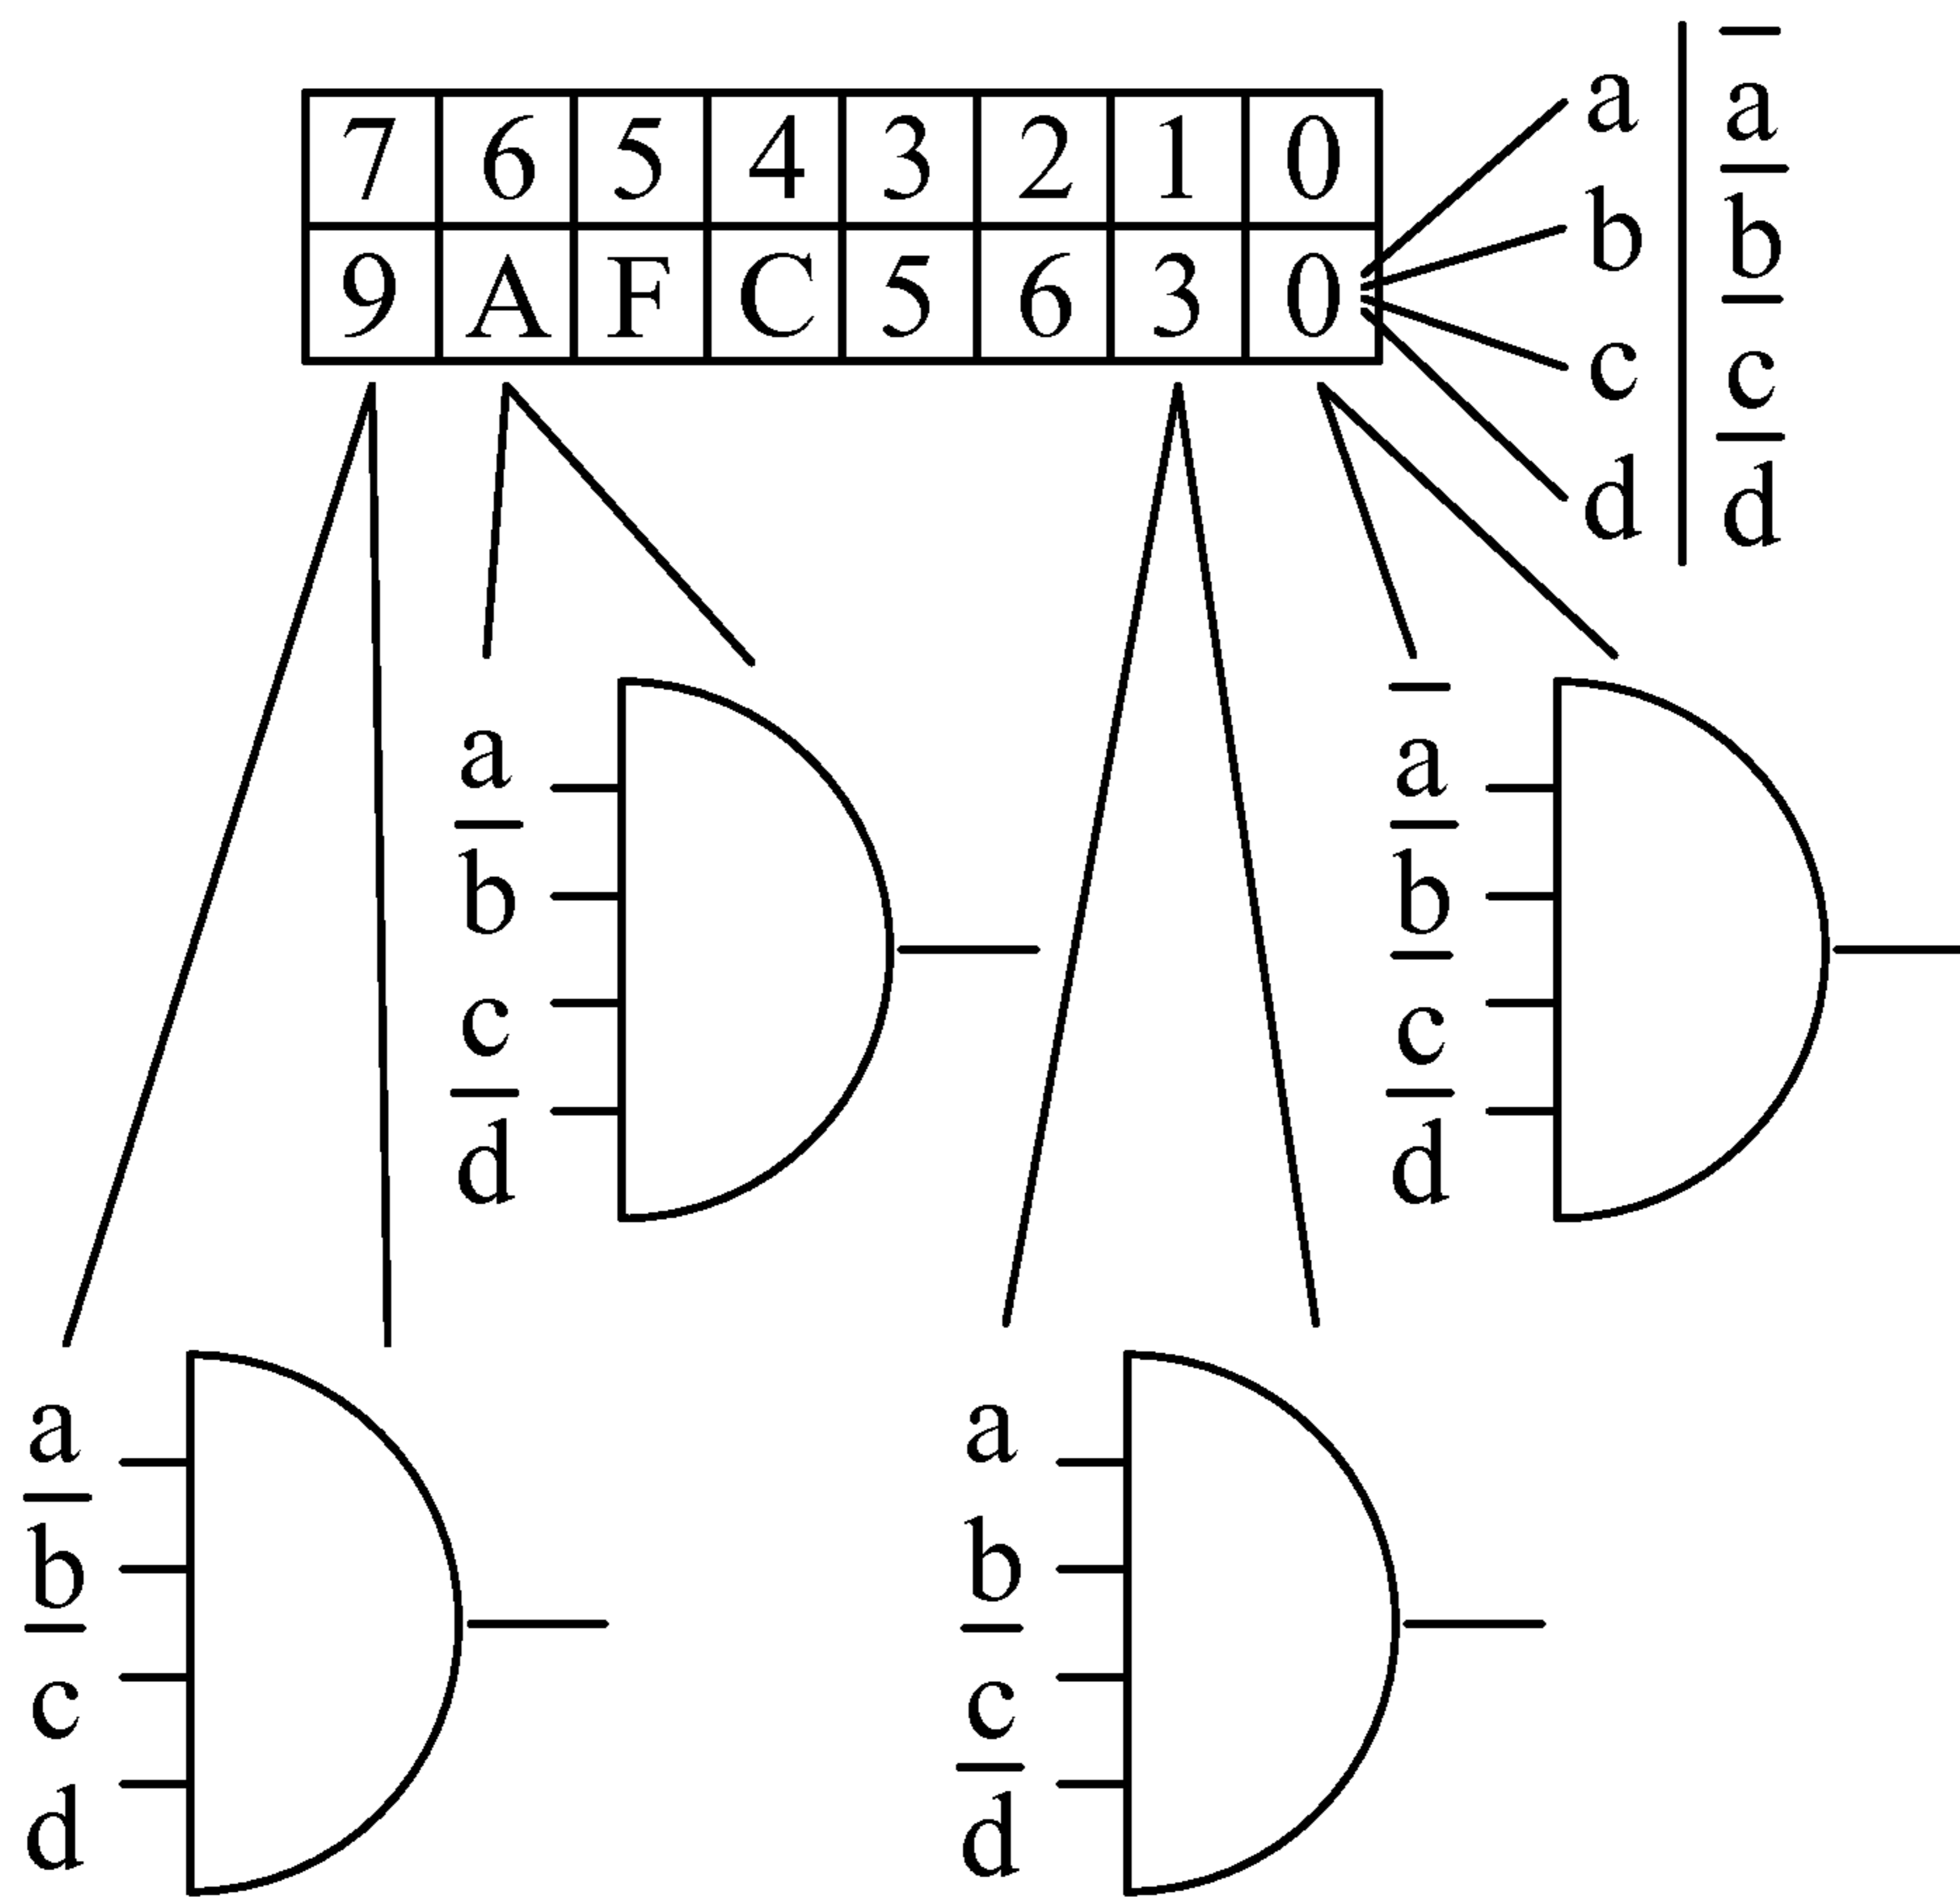 7 6 5 4 3 2 1 0
9 A F C 5 6 3 0
a a̅
b b̅
c c̅
d d̅
a
b̅
c
d̅
a̅
b̅
c̅
d̅
a
b̅
c̅
d
a
b
c̅
d̅